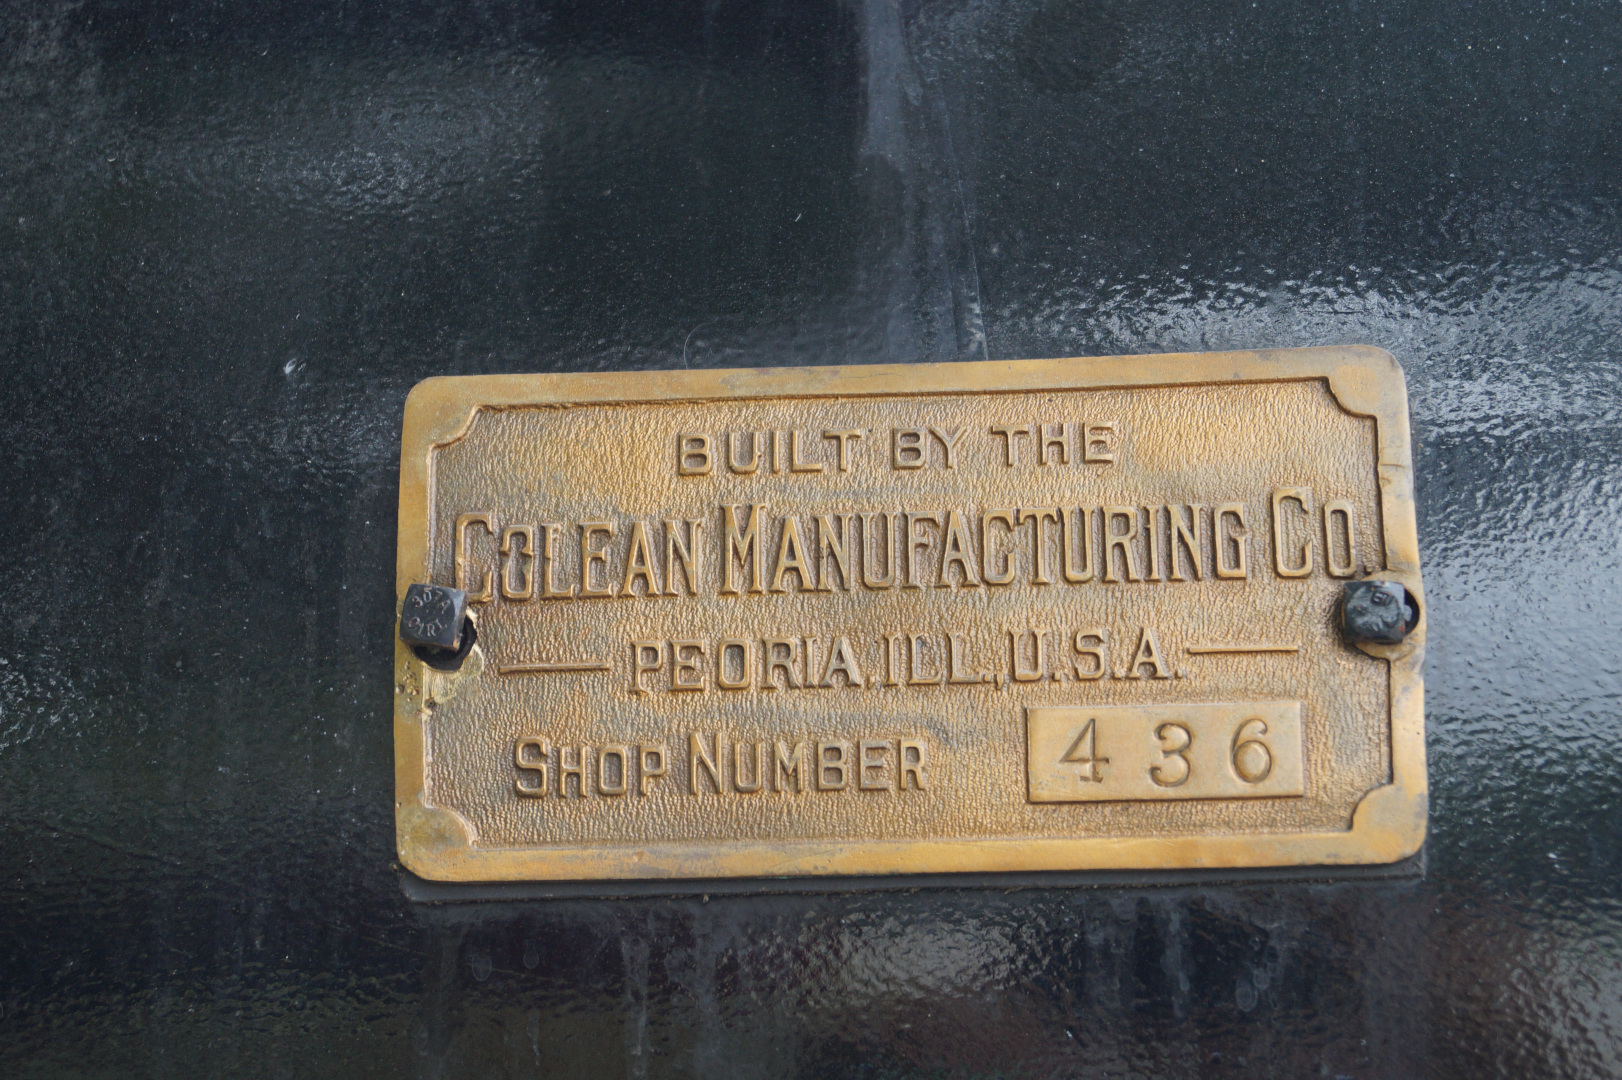 BUILT BY THE
COLEAN MANUFACTURING CO.
PEORIA, ILL., U.S.A.
SHOP NUMBER 436